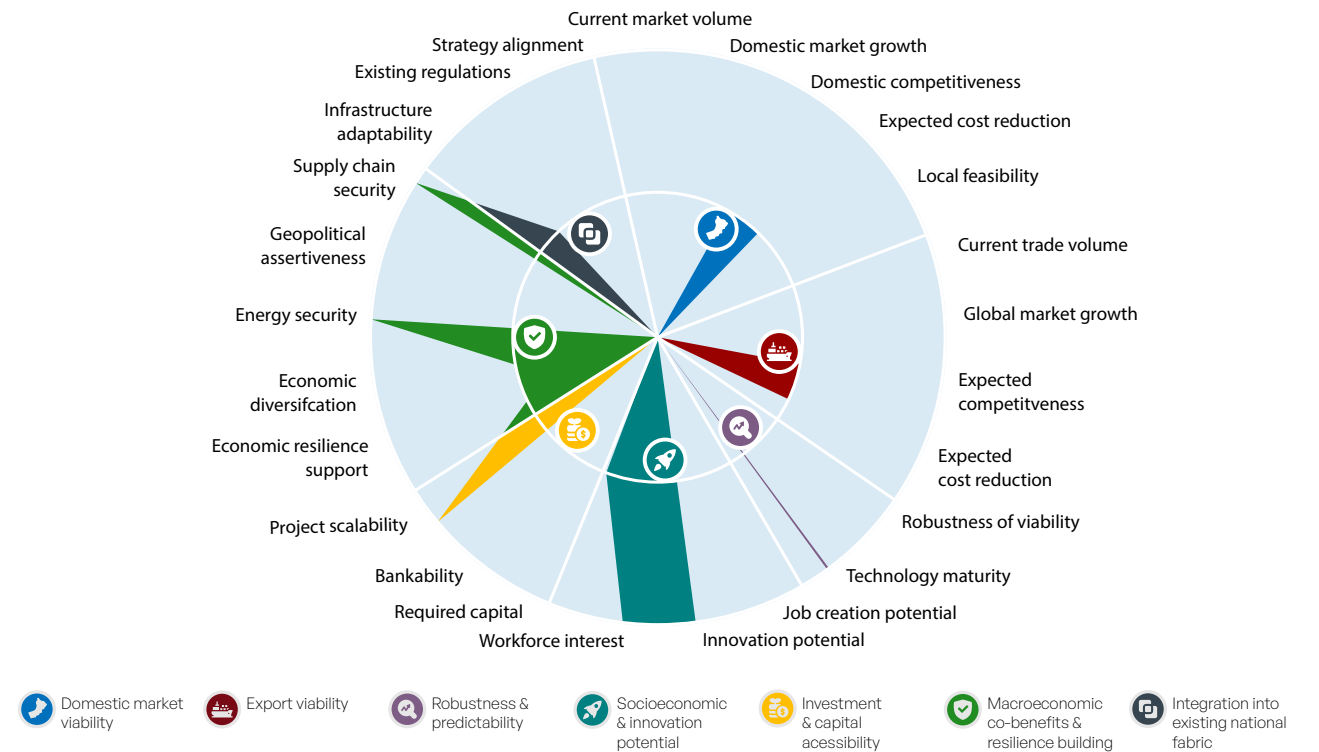 Current market volume
Strategy alignment
Domestic market growth
Existing regulations
Domestic competitiveness
Infrastructure
adaptability
Expected cost reduction
Supply chain
security
Local feasibility
Geopolitical
assertiveness
Current trade volume
Energy security
Global market growth
Economic
diversifcation
Expected
competitveness
Economic resilience
support
Expected
cost reduction
Project scalability
Robustness of viability
Bankability
Technology maturity
Required capital
Job creation potential
Workforce interest
Innovation potential
Domestic market
viability
Export viability
Robustness &
predictability
Socioeconomic
& innovation
potential
Investment
& capital
acessibility
Macroeconomic
co-benefits &
resilience building
Integration into
existing national
fabric